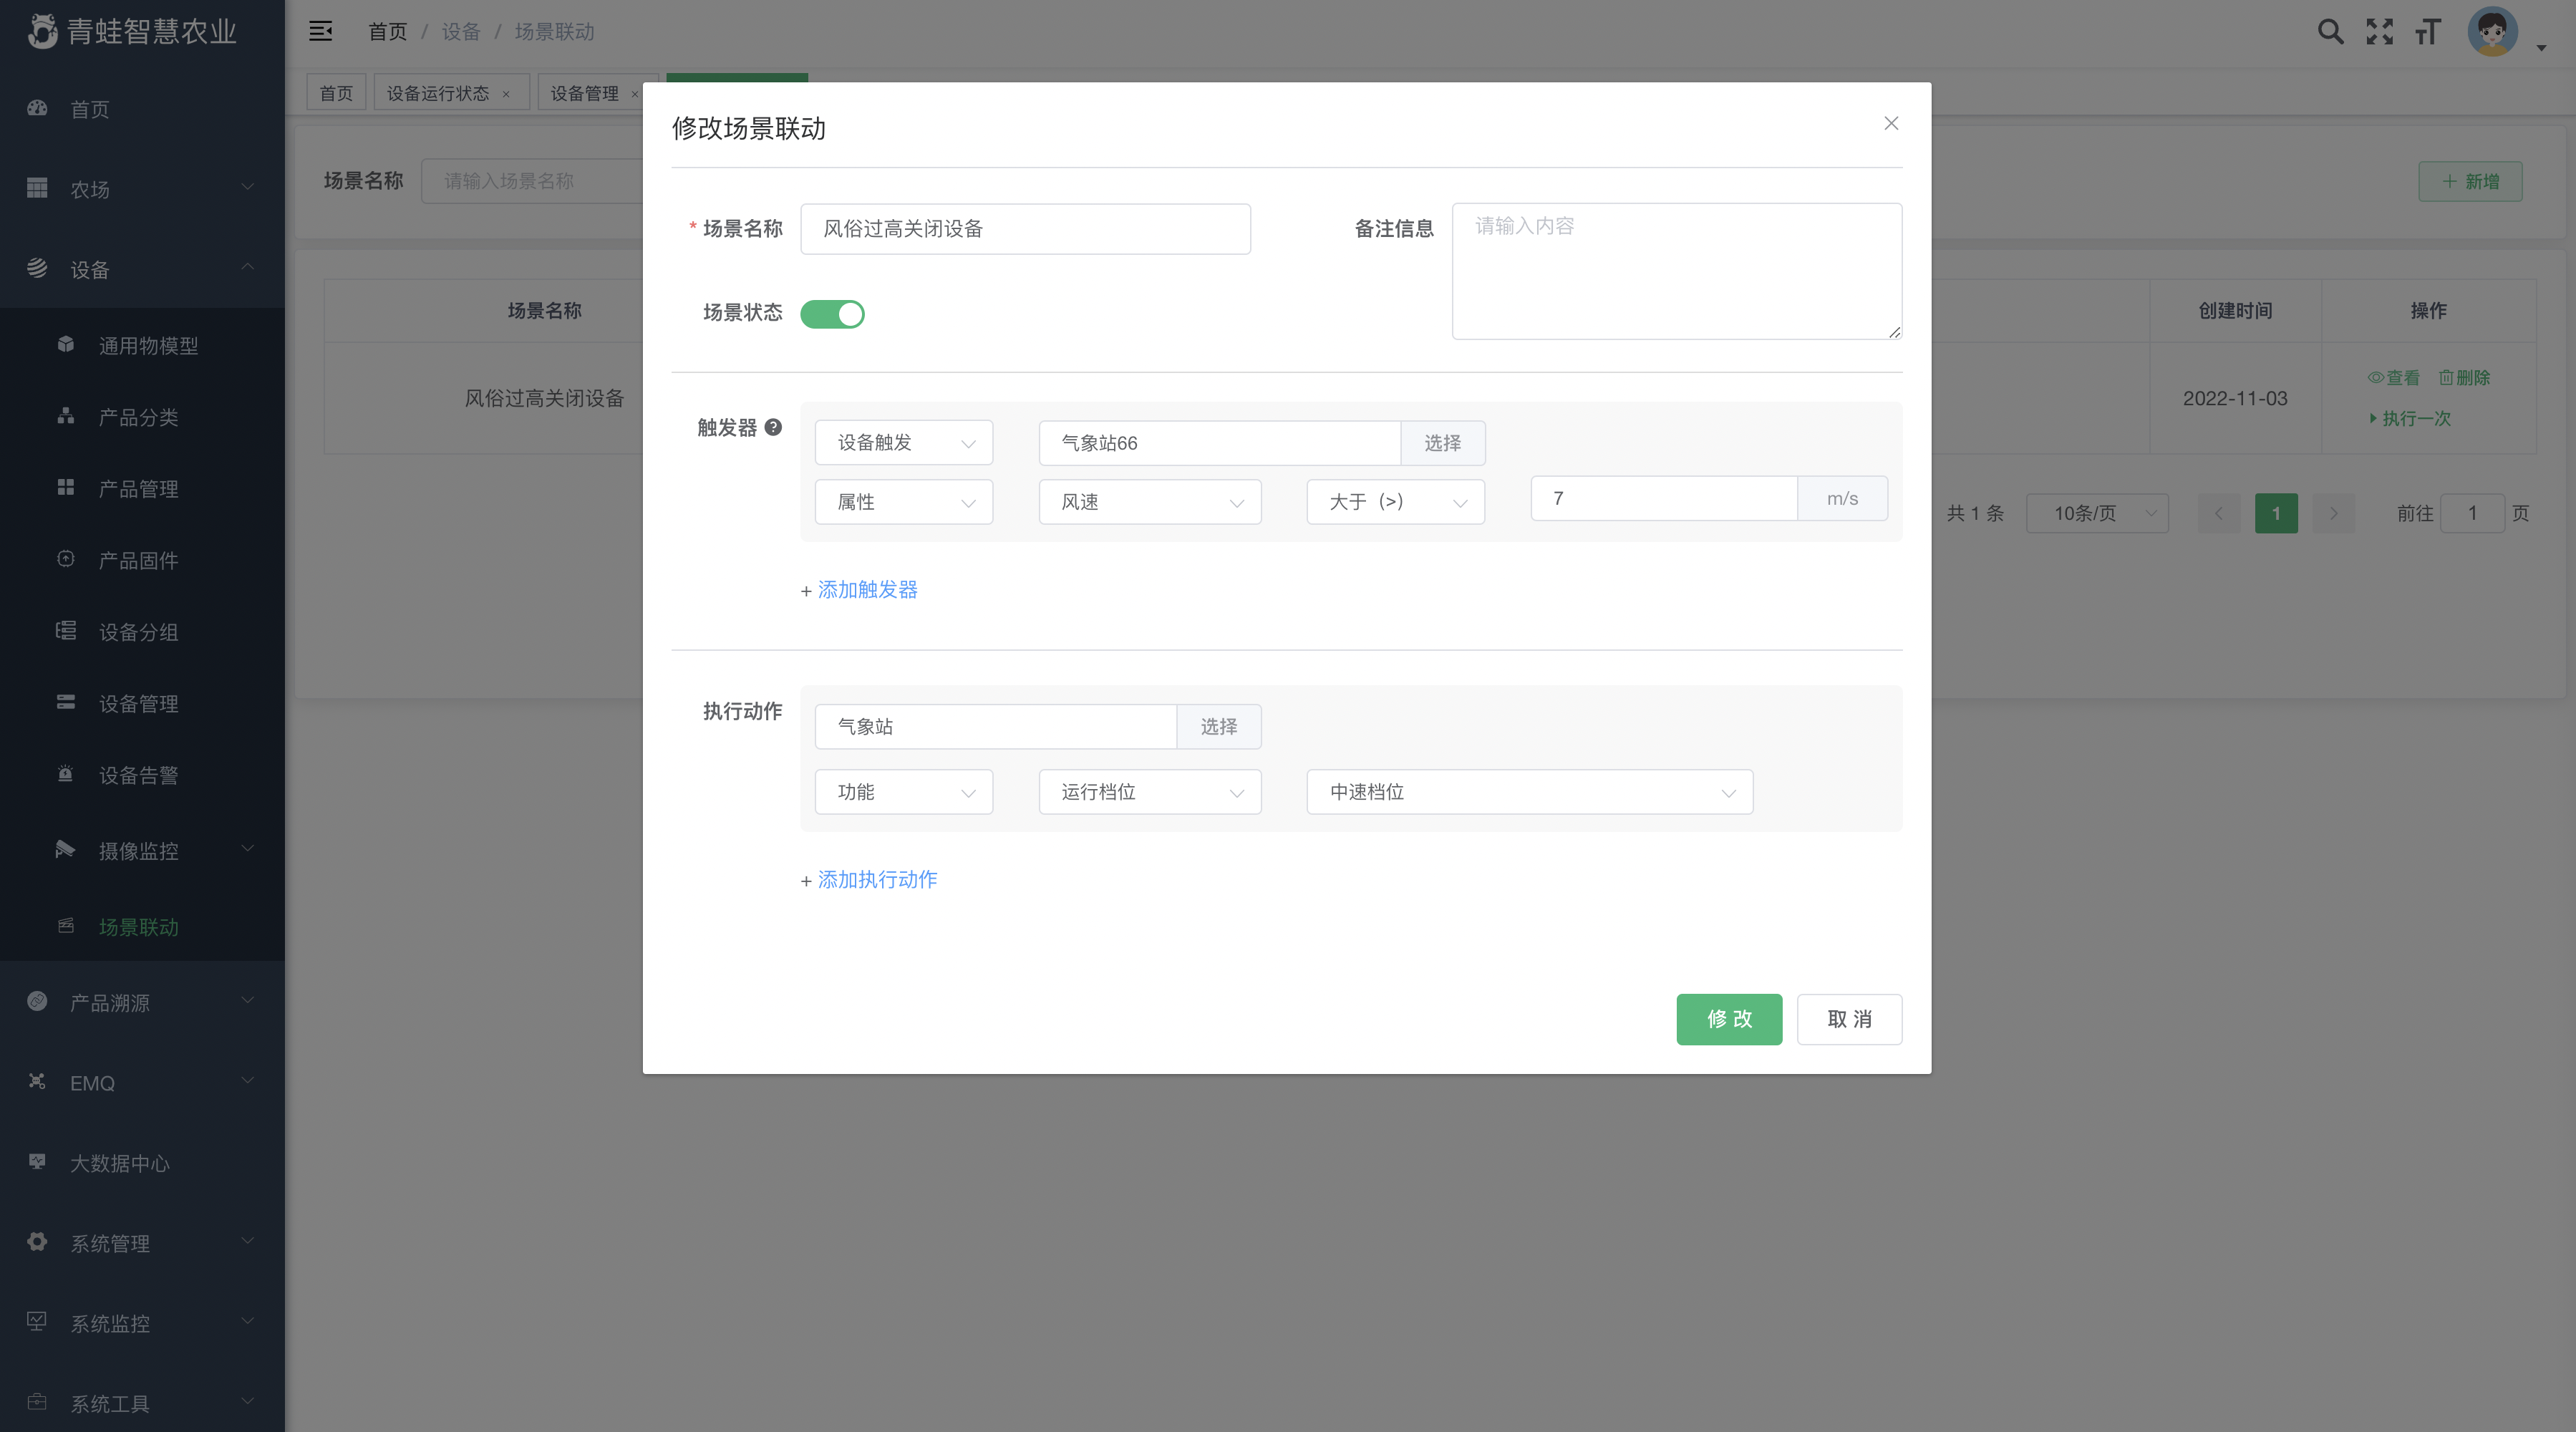 青蛙智慧农业
首页 / 设备 / 场景联动
首页
设备运行状态 ×
设备管理 ×
首页
农场
设备
通用物模型
产品分类
产品管理
产品固件
设备分组
设备管理
设备告警
摄像监控
场景联动
产品溯源
EMQ
大数据中心
系统管理
系统监控
系统工具
场景名称 请输入场景名称
+ 新增
场景名称
创建时间 操作
风俗过高关闭设备
2022-11-03
查看 删除
执行一次
共 1 条 10条/页 < 1 > 前往 1 页
修改场景联动
* 场景名称 风俗过高关闭设备
备注信息 请输入内容
场景状态
触发器 ?
设备触发 气象站66 选择
属性 风速 大于（>） 7 m/s
+ 添加触发器
执行动作
气象站 选择
功能 运行档位 中速档位
+ 添加执行动作
修 改 取 消